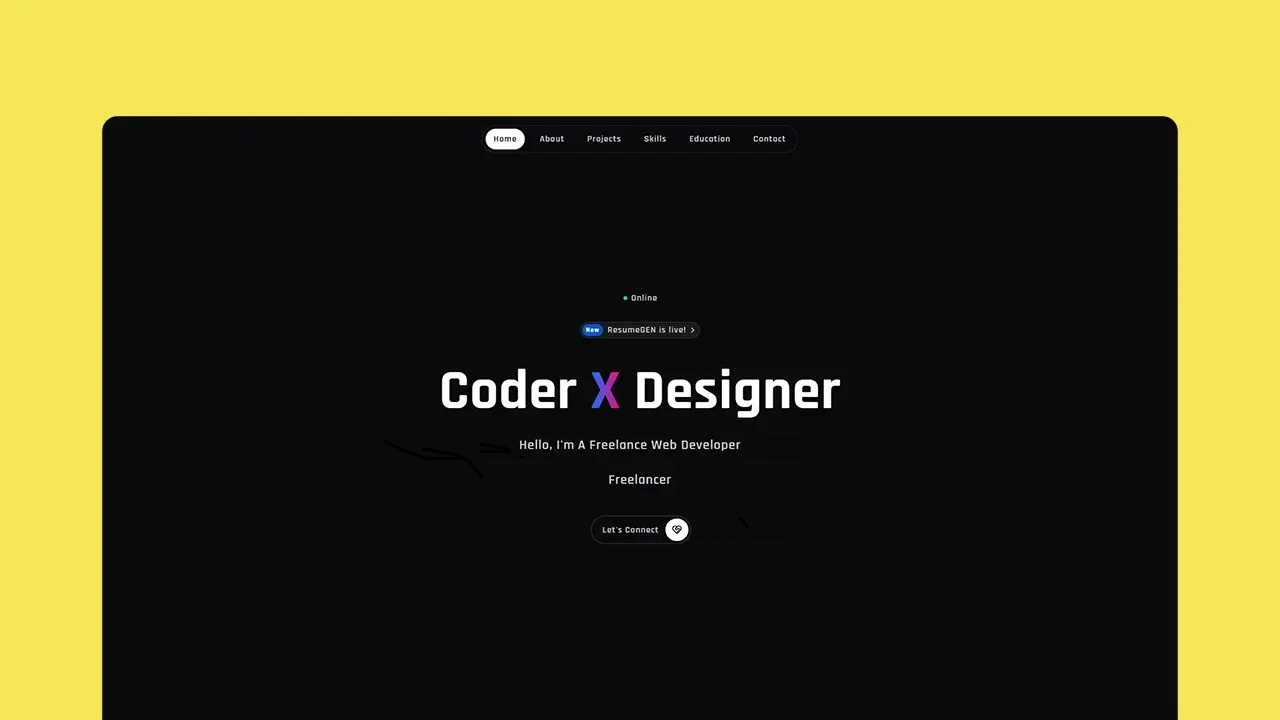 Home About Projects Skills Education Contact
Online
New ResumeGEN is live!
Coder X Designer
Hello, I'm A Freelance Web Developer
Freelancer
Let's Connect